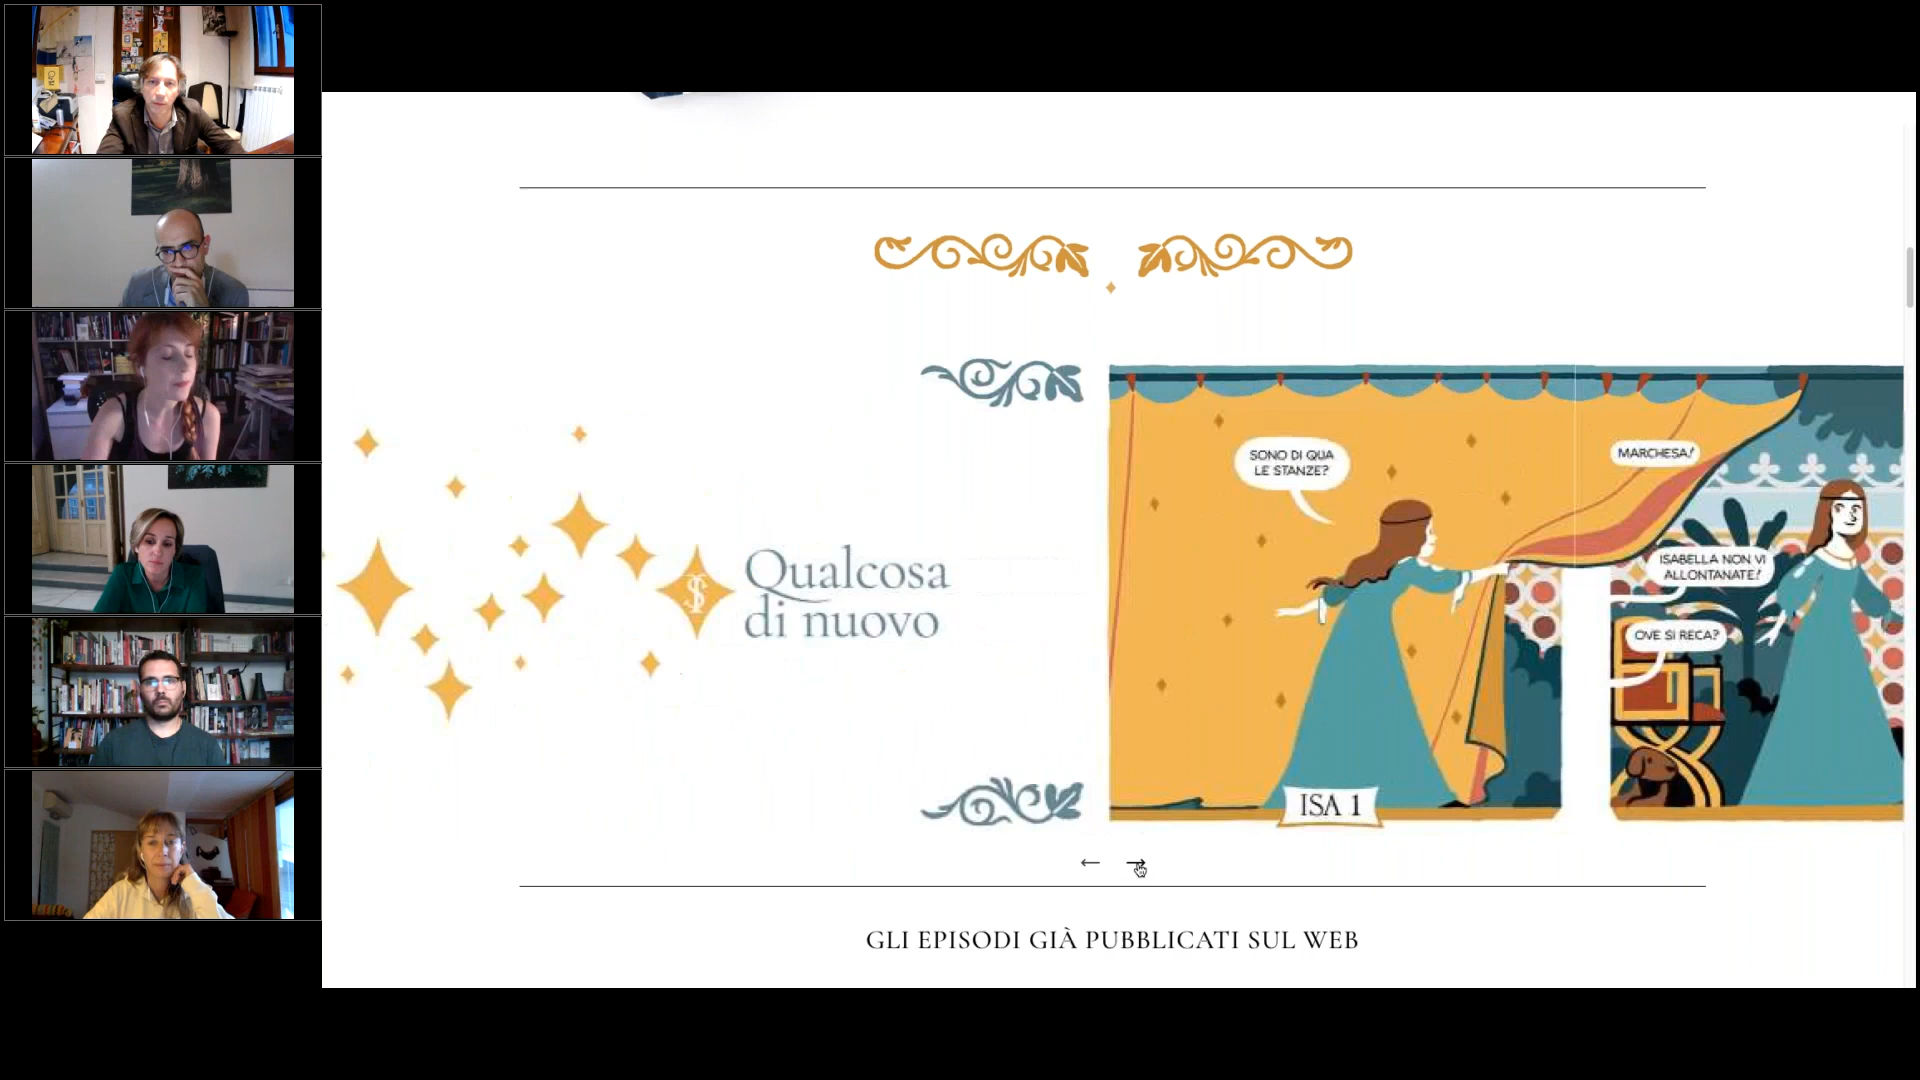 Qualcosa
di nuovo
SONO DI QUA
LE STANZE?
MARCHESA!
ISABELLA NON VI
ALLONTANATE!
OVE SI RECA?
ISA 1
GLI EPISODI GIÀ PUBBLICATI SUL WEB